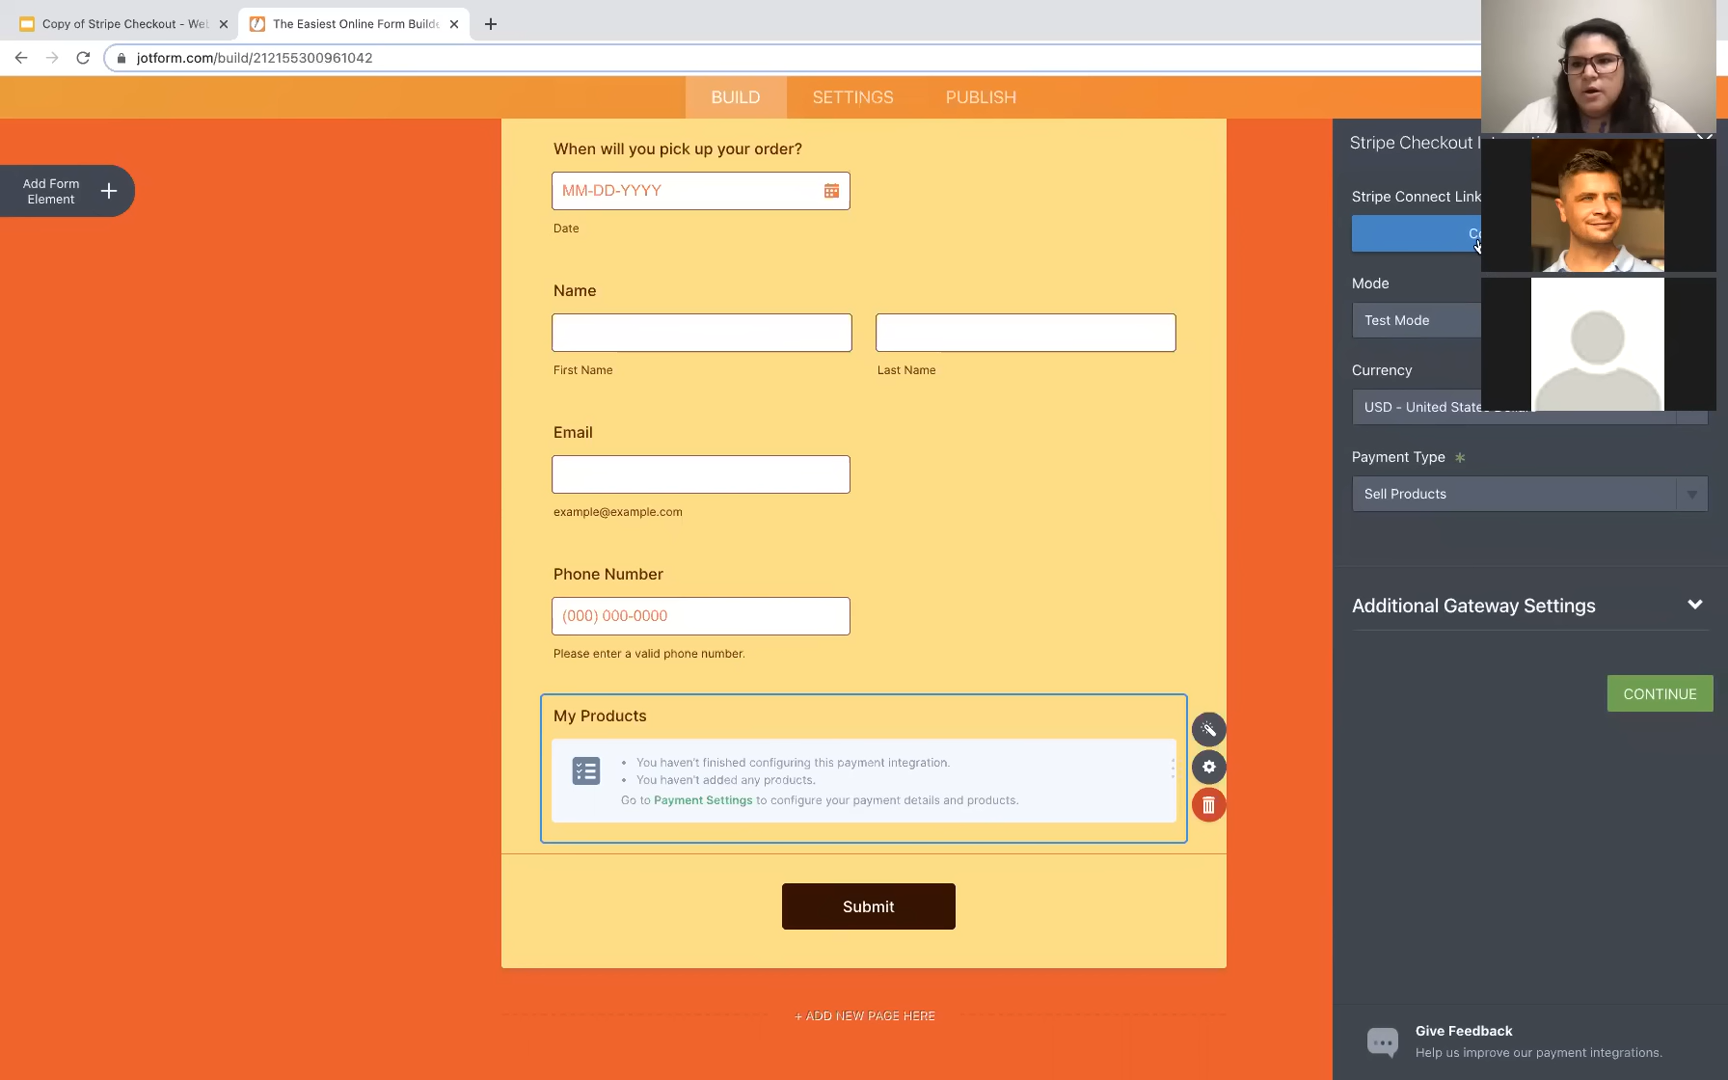 Copy of Stripe Checkout - We
The Easiest Online Form Builde
jotform.com/build/212155300961042
BUILD
SETTINGS
PUBLISH
Add Form
Element
When will you pick up your order?
MM-DD-YYYY
Date
Name
First Name
Last Name
Email
example@example.com
Phone Number
(000) 000-0000
Please enter a valid phone number.
My Products
• You haven't finished configuring this payment integration.
• You haven't added any products.
Go to Payment Settings to configure your payment details and products.
Submit
+ ADD NEW PAGE HERE
Stripe Checkout
Stripe Connect Link
Mode
Test Mode
Currency
USD - United States
Payment Type *
Sell Products
Additional Gateway Settings
CONTINUE
Give Feedback
Help us improve our payment integrations.